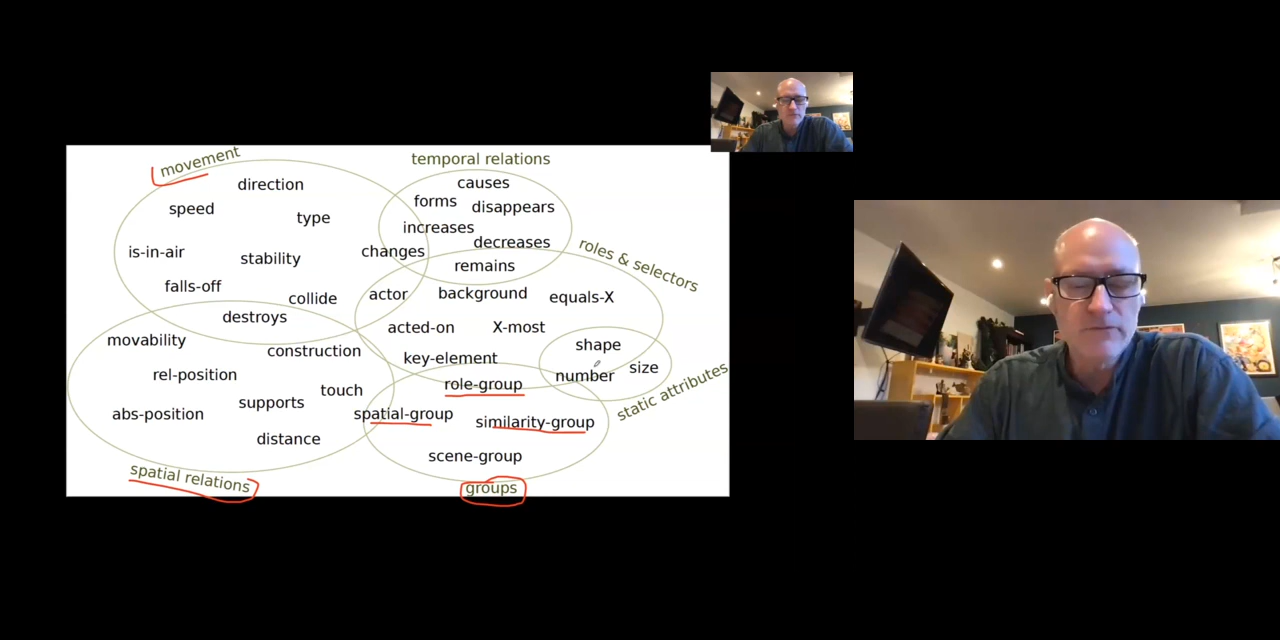 movement
direction
speed
type
is-in-air
stability
falls-off
collide
destroys
temporal relations
causes
forms
disappears
increases
decreases
changes
remains
roles & selectors
actor
background
equals-X
acted-on
X-most
key-element
shape
size
number
static attributes
role-group
spatial-group
similarity-group
scene-group
groups
movability
construction
rel-position
touch
supports
abs-position
distance
spatial relations